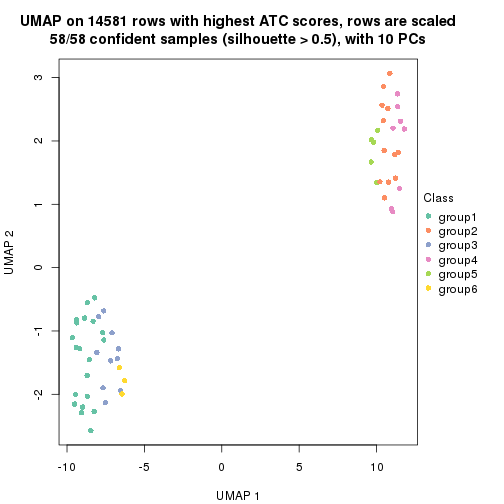 UMAP on 14581 rows with highest ATC scores, rows are scaled
58/58 confident samples (silhouette > 0.5), with 10 PCs
3
2
1
0
-1
-2
UMAP 2
-10
-5
0
5
10
UMAP 1
Class
group1
group2
group3
group4
group5
group6